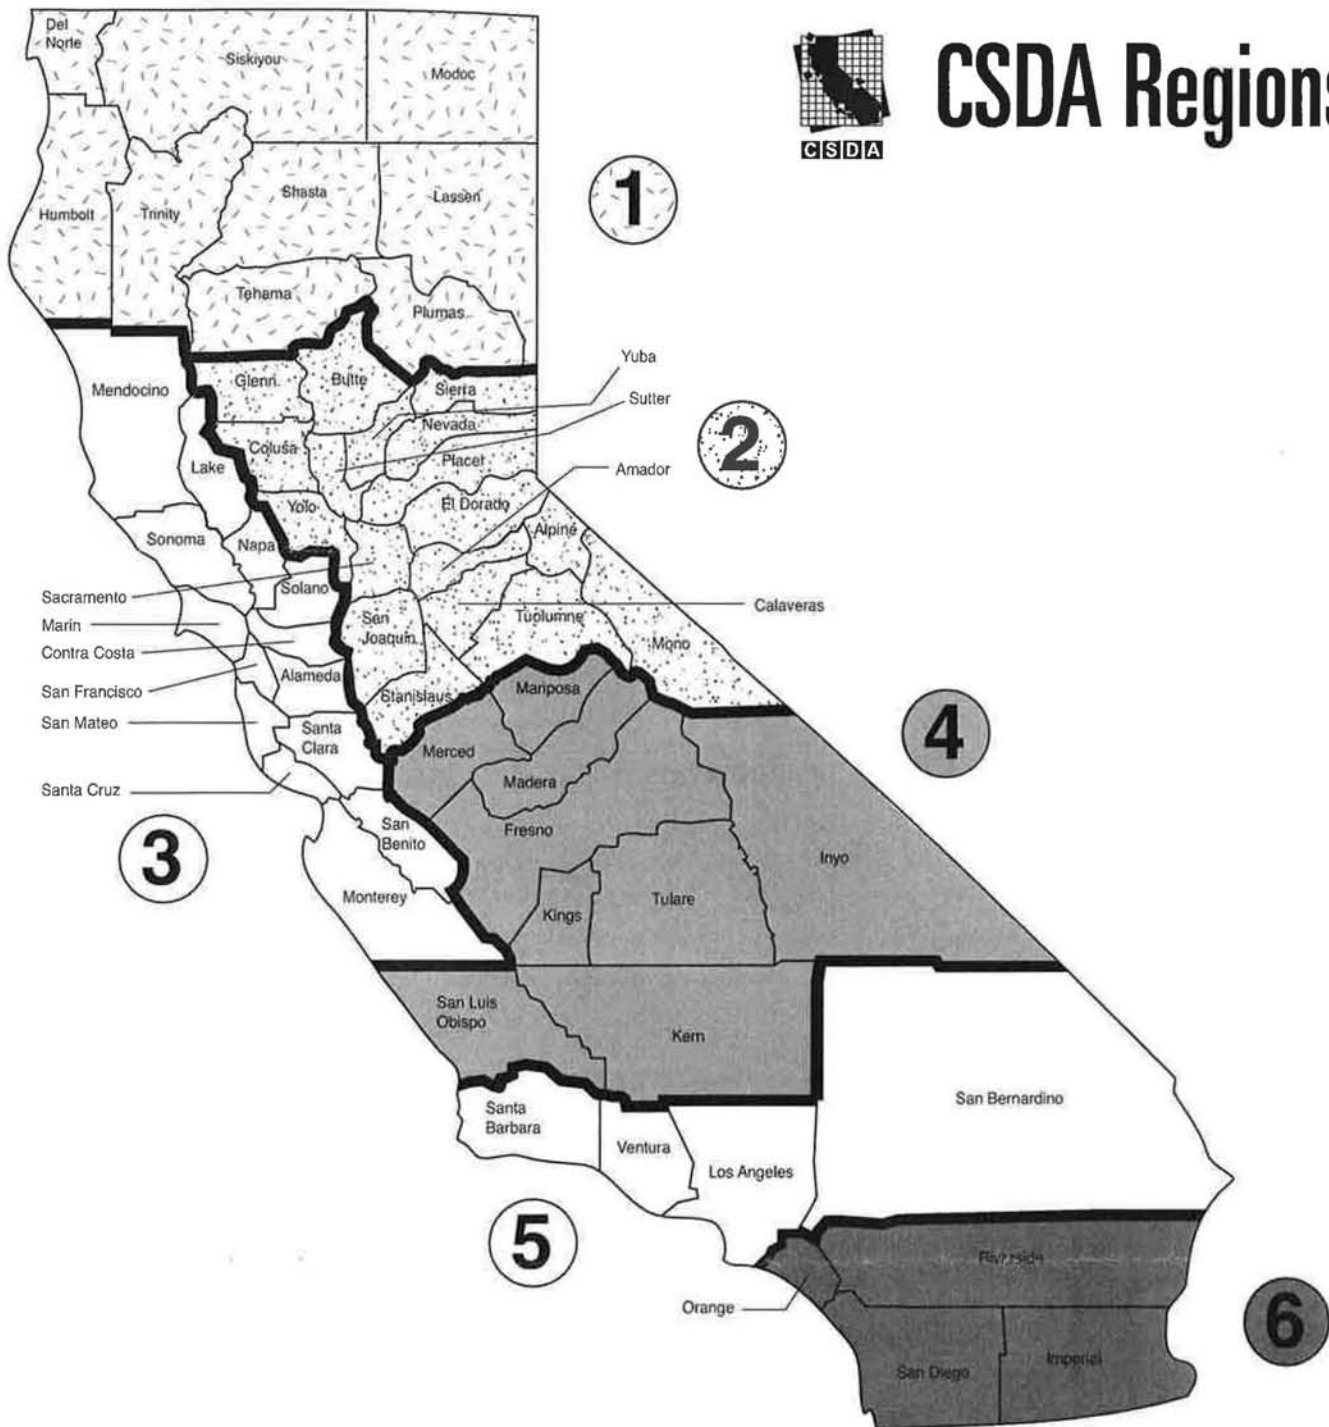 CSDA
CSDA Regions
Del
Norte
Siskiyou
Modoc
Humbolt
Trinity
Shasta
Lassen
1
Tehama
Plumas
Mendocino
Glenn
Butte
Sierra
Yuba
Sutter
Nevada
2
Lake
Colusa
Placer
Amador
Yolo
El Dorado
Sonoma
Napa
Alpine
Solano
Sacramento
Marin
Contra Costa
San Francisco
San Mateo
Santa Cruz
San
Joaquin
Tuolumne
Calaveras
Mono
Alameda
Stanislaus
Mariposa
4
Santa
Clara
Merced
Madera
3
San
Benito
Fresno
Inyo
Monterey
Kings
Tulare
San Luis
Obispo
Kern
Santa
Barbara
Ventura
Los Angeles
San Bernardino
5
Riverside
Orange
6
San Diego
Imperial